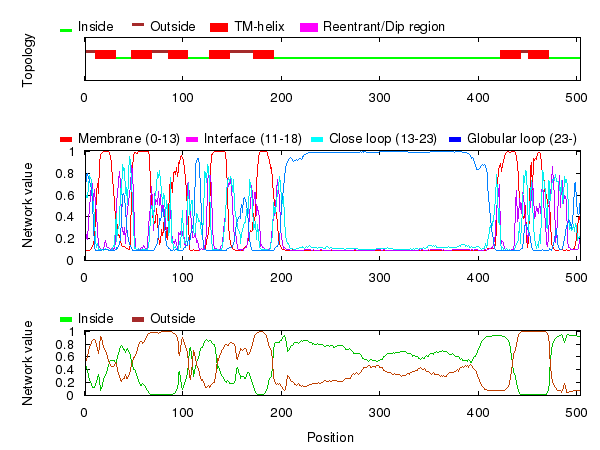 Inside Outside TM-helix Reentrant/Dip region
Topology
0 100 200 300 400 500
Membrane (0-13) Interface (11-18) Close loop (13-23) Globular loop (23-)
Network value
1
0.8
0.6
0.4
0.2
0
0 100 200 300 400 500
Inside Outside
Network value
1
0.8
0.6
0.4
0.2
0
0 100 200 300 400 500
Position